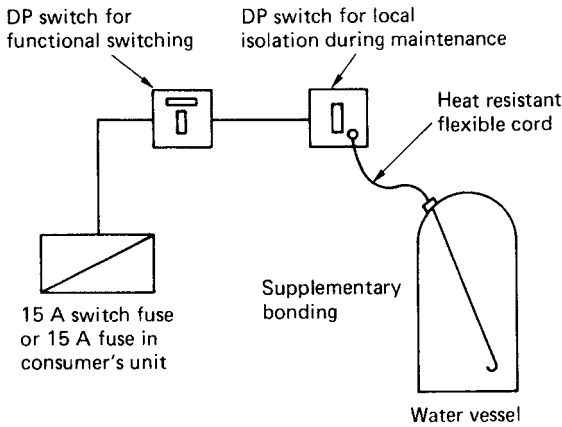 DP switch for
functional switching
DP switch for local
isolation during maintenance
Heat resistant
flexible cord
15 A switch fuse
or 15 A fuse in
consumer's unit
Supplementary
bonding
Water vessel